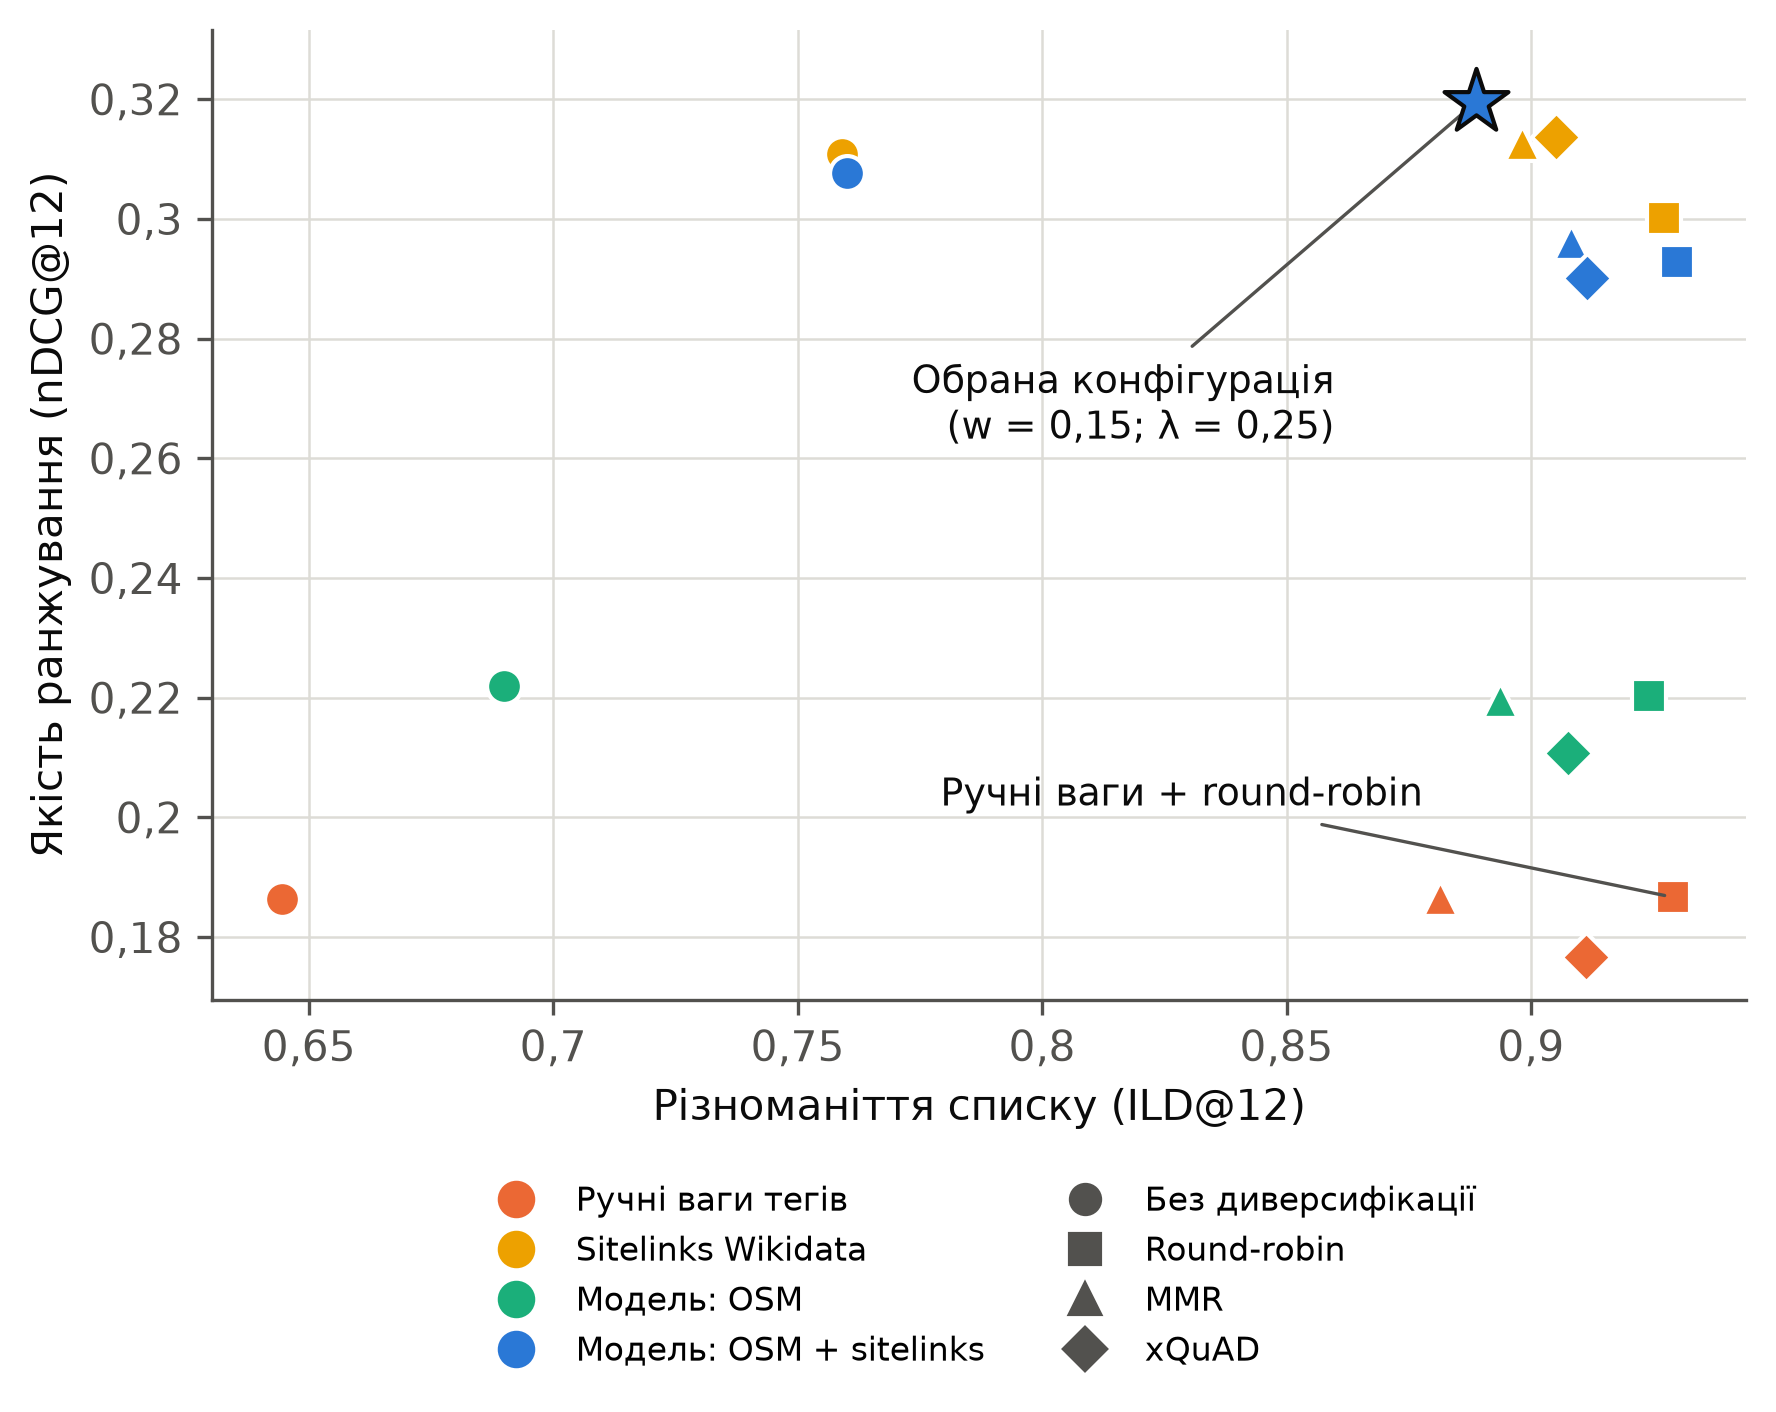 Якість ранжування (nDCG@12)
0,32
0,3
0,28
0,26
0,24
0,22
0,2
0,18
Обрана конфігурація
(w = 0,15; λ = 0,25)
Ручні ваги + round-robin
0,65 0,7 0,75 0,8 0,85 0,9
Різноманіття списку (ILD@12)
Ручні ваги тегів
Sitelinks Wikidata
Модель: OSM
Модель: OSM + sitelinks
Без диверсифікації
Round-robin
MMR
xQuAD